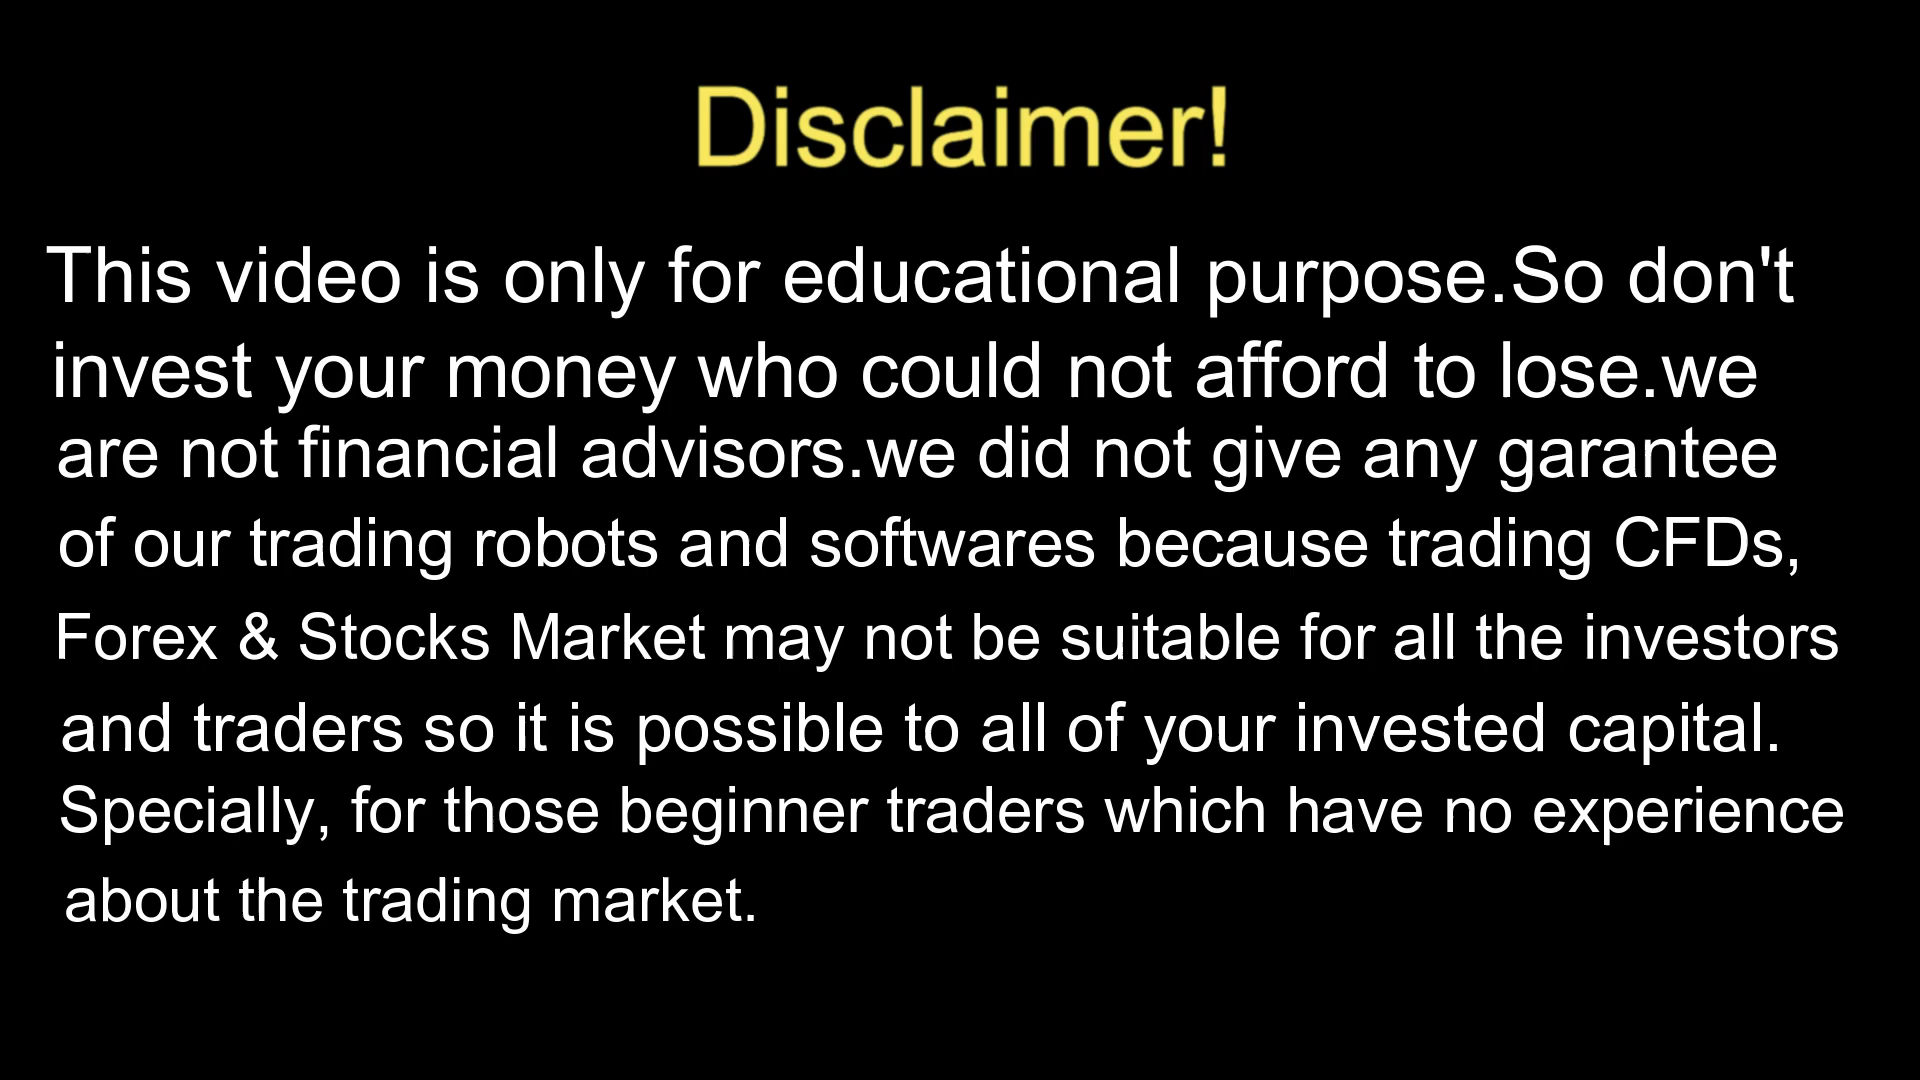 Disclaimer!
This video is only for educational purpose.So don't
invest your money who could not afford to lose.we
are not financial advisors.we did not give any garantee
of our trading robots and softwares because trading CFDs,
Forex & Stocks Market may not be suitable for all the investors
and traders so it is possible to all of your invested capital.
Specially, for those beginner traders which have no experience
about the trading market.